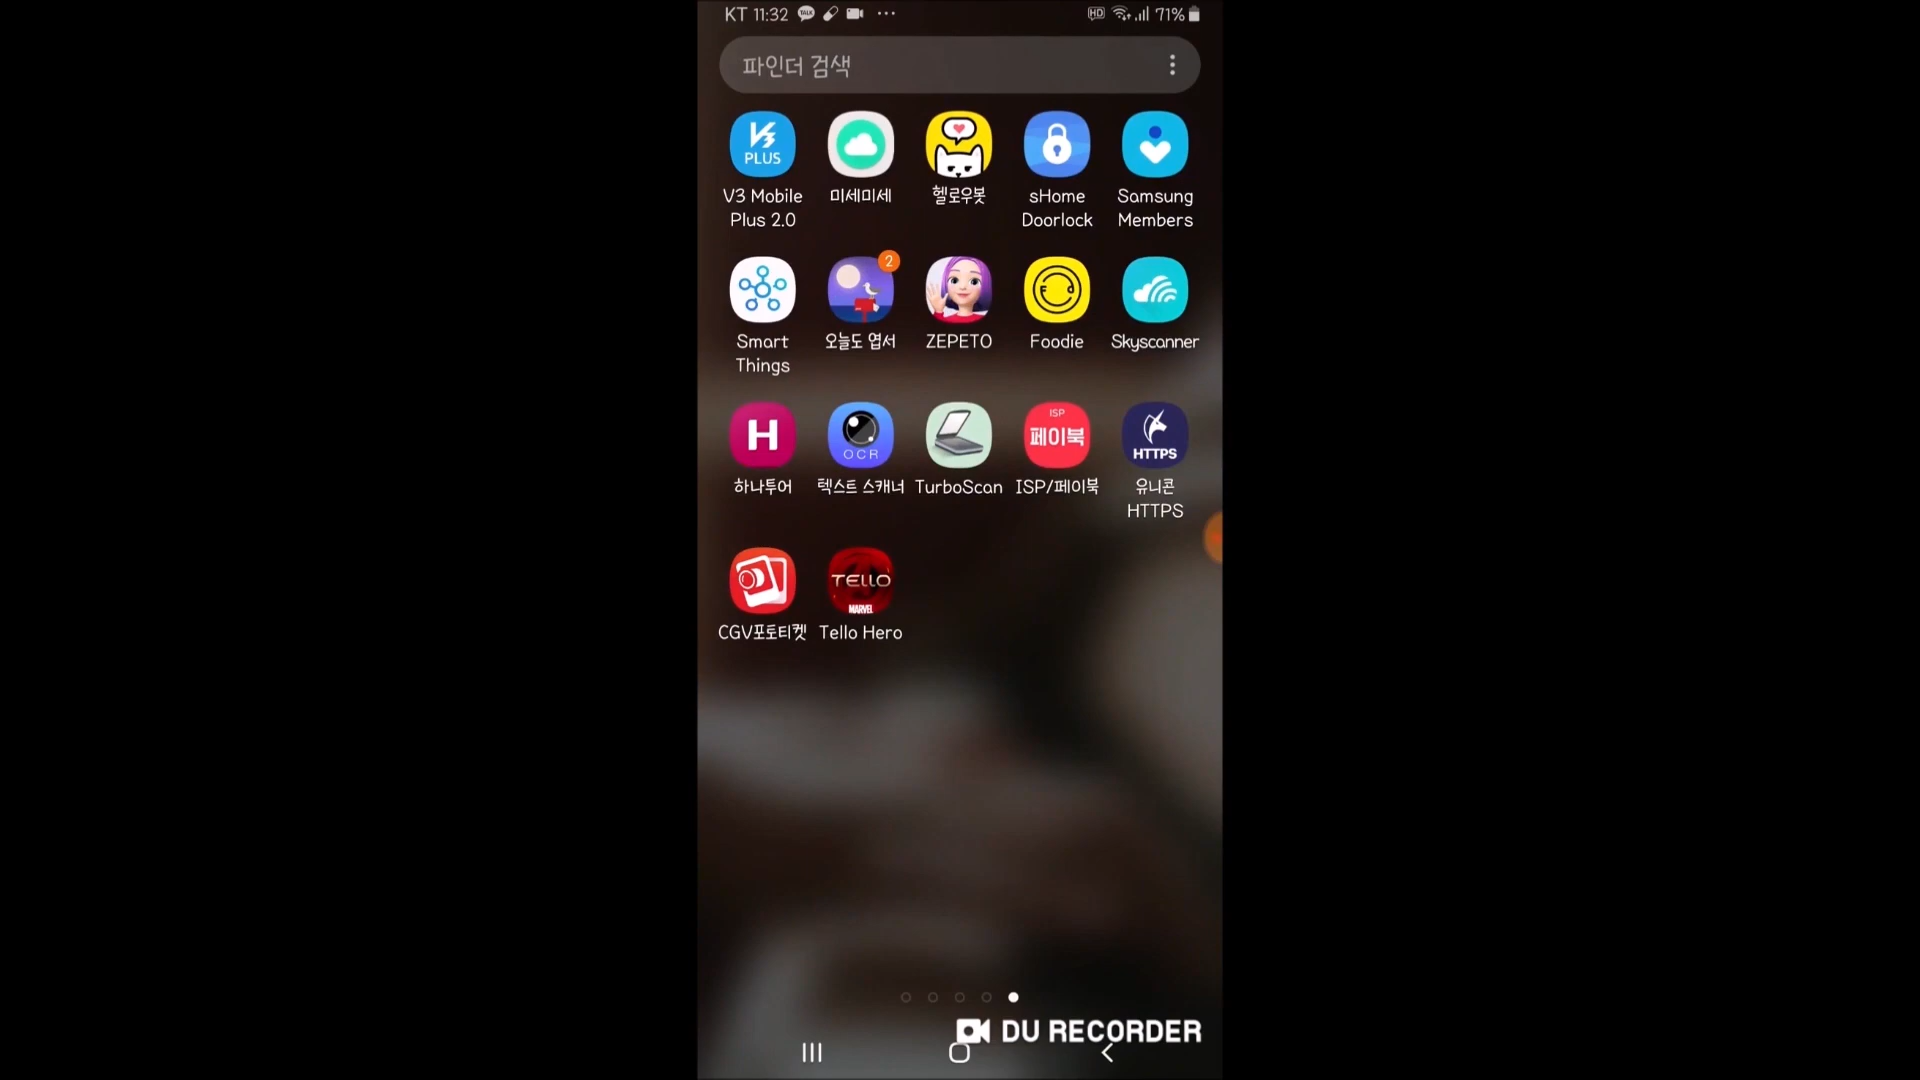 KT 11:32
TALK
HD
71%
파인더 검색
V3
PLUS
V3 Mobile
Plus 2.0
미세미세
헬로우봇
sHome
Doorlock
Samsung
Members
2
Smart
Things
오늘도 엽서
ZEPETO
Foodie
Skyscanner
H
하나투어
OCR
텍스트 스캐너
TurboScan
ISP
페이북
ISP/페이북
HTTPS
유니콘
HTTPS
CGV포토티켓
TELLO
MARVEL
Tello Hero
DU RECORDER